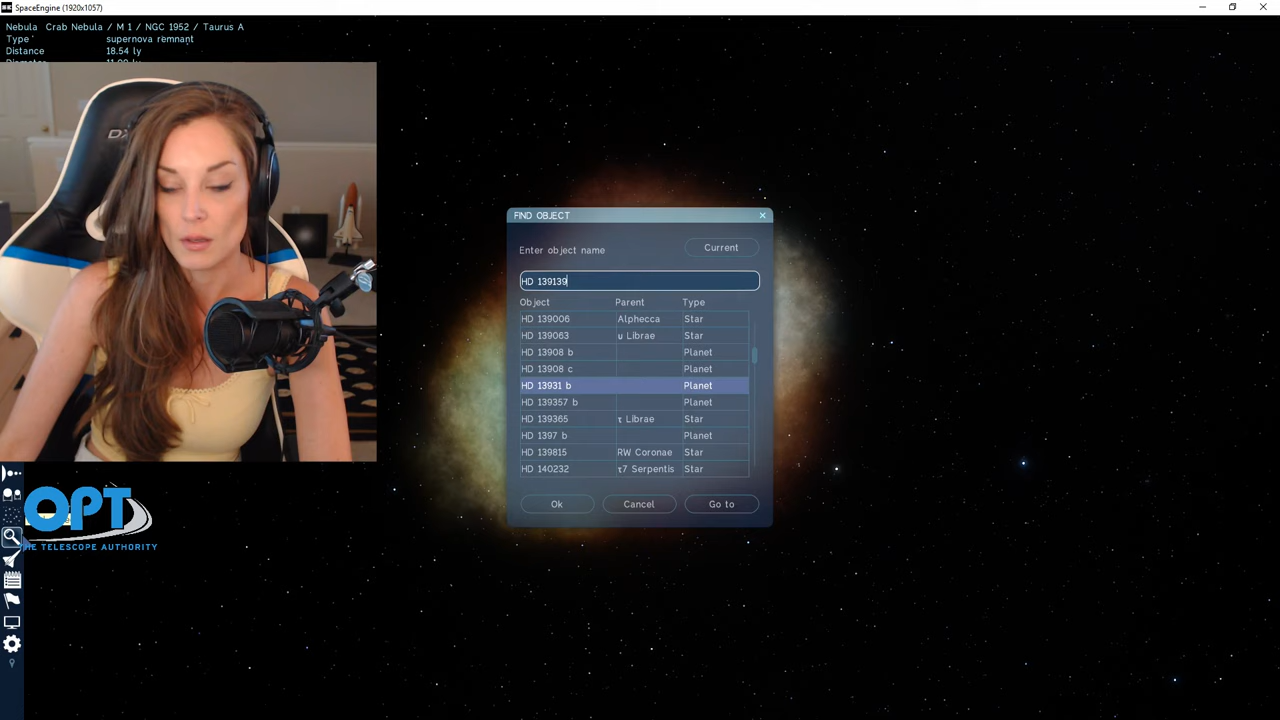 SpaceEngine (1920x1057)
Nebula Crab Nebula / M 1 / NGC 1952 / Taurus A
Type supernova remnant
Distance 18.54 ly
DX
FIND OBJECT
Enter object name
Current
HD 139139
Object Parent Type
HD 139006 Alphecca Star
HD 139063 υ Librae Star
HD 13908 b Planet
HD 13908 c Planet
HD 13931 b Planet
HD 139357 b Planet
HD 139365 τ Librae Star
HD 1397 b Planet
HD 139815 RW Coronae Star
HD 140232 τ7 Serpentis Star
Ok Cancel Go to
OPT
THE TELESCOPE AUTHORITY